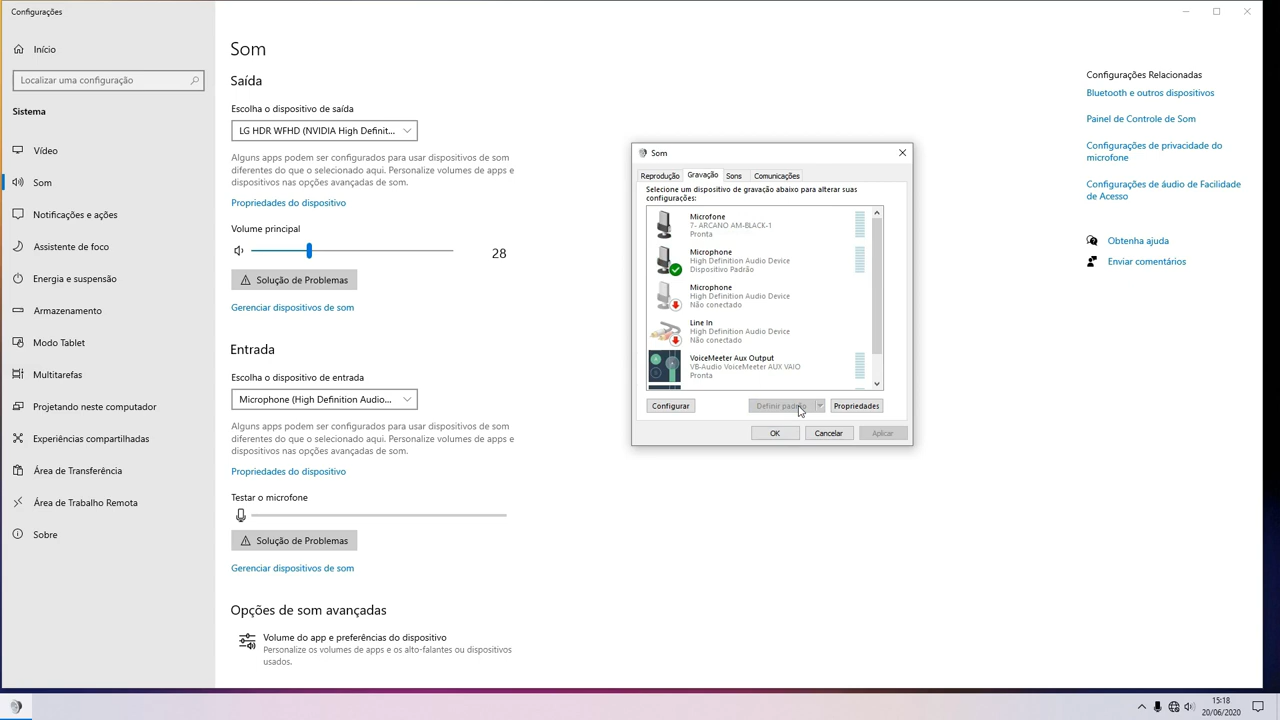 Configurações
Início
Localizar uma configuração
Sistema
Vídeo
Som
Notificações e ações
Assistente de foco
Energia e suspensão
Armazenamento
Modo Tablet
Multitarefas
Projetando neste computador
Experiências compartilhadas
Área de Transferência
Área de Trabalho Remota
Sobre
Som
Saída
Escolha o dispositivo de saída
LG HDR WFHD (NVIDIA High Definit...
Alguns apps podem ser configurados para usar dispositivos de som
diferentes do que o selecionado aqui. Personalize volumes de apps e
dispositivos nas opções avançadas de som.
Propriedades do dispositivo
Volume principal
28
Solução de Problemas
Gerenciar dispositivos de som
Entrada
Escolha o dispositivo de entrada
Microphone (High Definition Audio...
Alguns apps podem ser configurados para usar dispositivos de som
diferentes do que o selecionado aqui. Personalize volumes de apps e
dispositivos nas opções avançadas de som.
Propriedades do dispositivo
Testar o microfone
Solução de Problemas
Gerenciar dispositivos de som
Opções de som avançadas
Volume do app e preferências do dispositivo
Personalize os volumes de apps e os alto-falantes ou dispositivos
usados.
Som
Reprodução Gravação Sons Comunicações
Selecione um dispositivo de gravação abaixo para alterar suas
configurações:
Microfone
7- ARCANO AM-BLACK-1
Pronta
Microphone
High Definition Audio Device
Dispositivo Padrão
Microphone
High Definition Audio Device
Não conectado
Line In
High Definition Audio Device
Não conectado
VoiceMeeter Aux Output
VB-Audio VoiceMeeter AUX VAIO
Pronta
Configurar Definir padrão Propriedades
OK Cancelar Aplicar
Configurações Relacionadas
Bluetooth e outros dispositivos
Painel de Controle de Som
Configurações de privacidade do
microfone
Configurações de áudio de Facilidade
de Acesso
Obtenha ajuda
Enviar comentários
15:18
20/06/2020